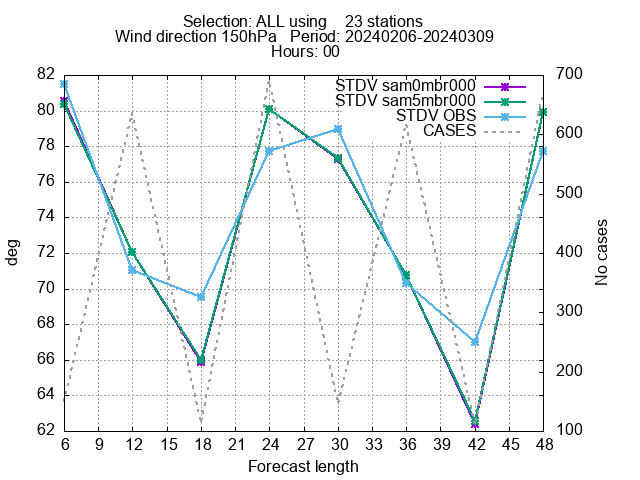 Selection: ALL using    23 stations
Wind direction 150hPa   Period: 20240206-20240309
Hours: 00
STDV sam0mbr000
STDV sam5mbr000
STDV OBS
CASES
82
80
78
76
74
72
70
68
66
64
62
deg
700
600
500
400
300
200
100
No cases
6 9 12 15 18 21 24 27 30 33 36 39 42 45 48
Forecast length